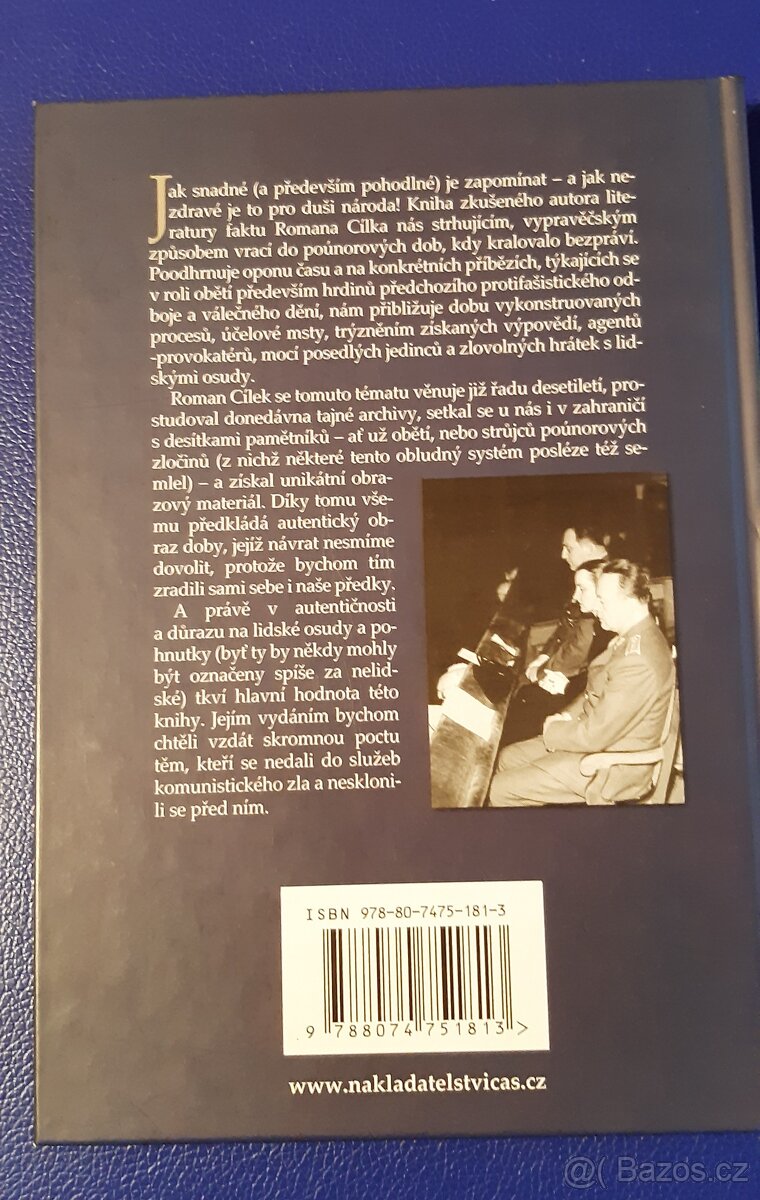 Jak snadné (a především pohodlné) je zapomínat – a jak ne-
zdravé je to pro duši národa! Kniha zkušeného autora lite-
ratury faktu Romana Cílka nás strhujícím, vypravěčským
způsobem vrací do poúnorových dob, kdy kralovalo bezpráví.
Poodhrnuje oponu času a na konkrétních příbězích, týkajících se
v roli obětí především hrdinů předchozího protifašistického od-
boje a válečného dění, nám přibližuje dobu vykonstruovaných
procesů, účelové msty, trýzněním získaných výpovědí, agentů
-provokatérů, mocí posedlých jedinců a zlovolných hrátek s lid-
skými osudy.
Roman Cílek se tomuto tématu věnuje již řadu desetiletí, pro-
studoval donedávna tajné archivy, setkal se u nás i v zahraničí
s desítkami pamětníků – ať už obětí, nebo strůjců poúnorových
zločinů (z nichž některé tento obludný systém posléze též se-
mlel) – a získal unikátní obra-
zový materiál. Díky tomu vše-
mu předkládá autentický ob-
raz doby, jejíž návrat nesmíme
dovolit, protože bychom tím
zradili sami sebe i naše předky.
A právě v autentičnosti
a důrazu na lidské osudy a po-
hnutky (byť ty by někdy mohly
být označeny spíše za nelid-
ské) tkví hlavní hodnota této
knihy. Jejím vydáním bychom
chtěli vzdát skromnou poctu
těm, kteří se nedali do služeb
komunistického zla a nesklo­ni-
li se před ním.
ISBN 978-80-7475-181-3
9 788074 751813 >
www.nakladatelstvicas.cz
@( Bazos.cz